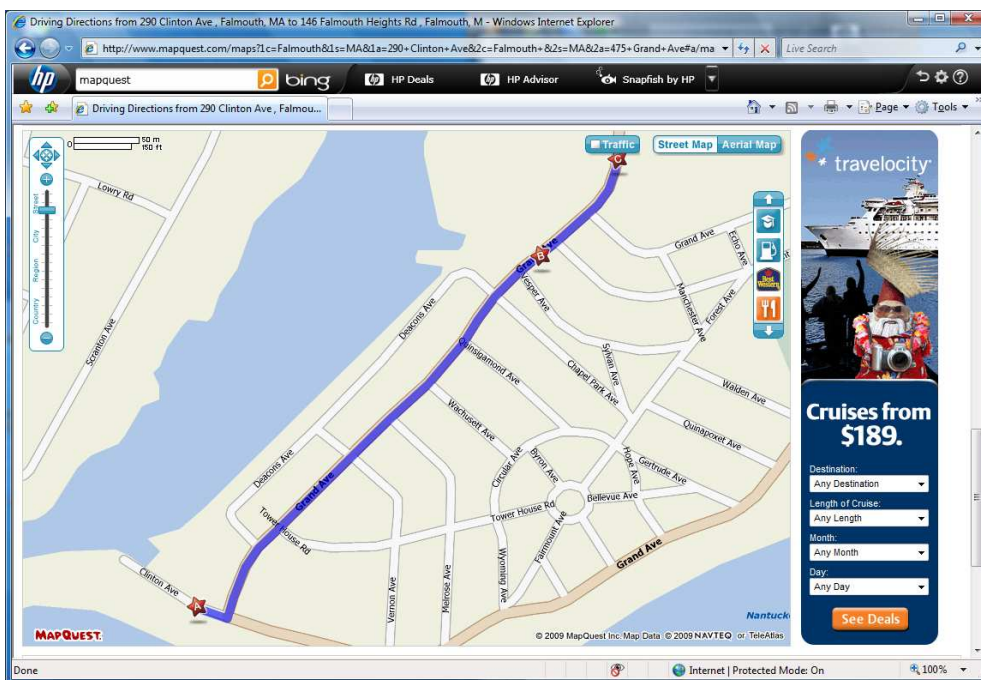 Driving Directions from 290 Clinton Ave , Falmouth, MA to 146 Falmouth Heights Rd , Falmouth, M - Windows Internet Explorer
http://www.mapquest.com/maps?1c=Falmouth&1s=MA&1a=290+Clinton+Ave&2c=Falmouth+&2s=MA&2a=475+Grand+Ave#a/ma
Live Search
hp
mapquest
bing
HP Deals
HP Advisor
Snapfish by HP
Driving Directions from 290 Clinton Ave , Falmou...
Page
Tools
0
50 m
150 ft
Traffic
Street Map
Aerial Map
C
Lowry Rd
Street
City
Region
Country
Scranton Ave
Grand Ave
B
Grand Ave
Echo Ave
Best Western
Vesper Ave
Manchester Ave
Forest Ave
Deacons Ave
Quinsigamond Ave
Chapel Park Ave
Sylvan Ave
Walden Ave
Wachusett Ave
Quinapoxet Ave
Deacons Ave
Grand Ave
Circular Ave
Byron Ave
Hope Ave
Gertrude Ave
Bellevue Ave
Tower House Rd
Tower House Rd
Fairmount Ave
Grand Ave
Wyoming Ave
Clinton Ave
A
Vernon Ave
Melrose Ave
Nantucke
MAPQUEST.
© 2009 MapQuest Inc. Map Data © 2009 NAVTEQ or TeleAtlas
travelocity
Cruises from
$189.
Destination:
Any Destination
Length of Cruise:
Any Length
Month:
Any Month
Day:
Any Day
See Deals
Done
Internet | Protected Mode: On
100%